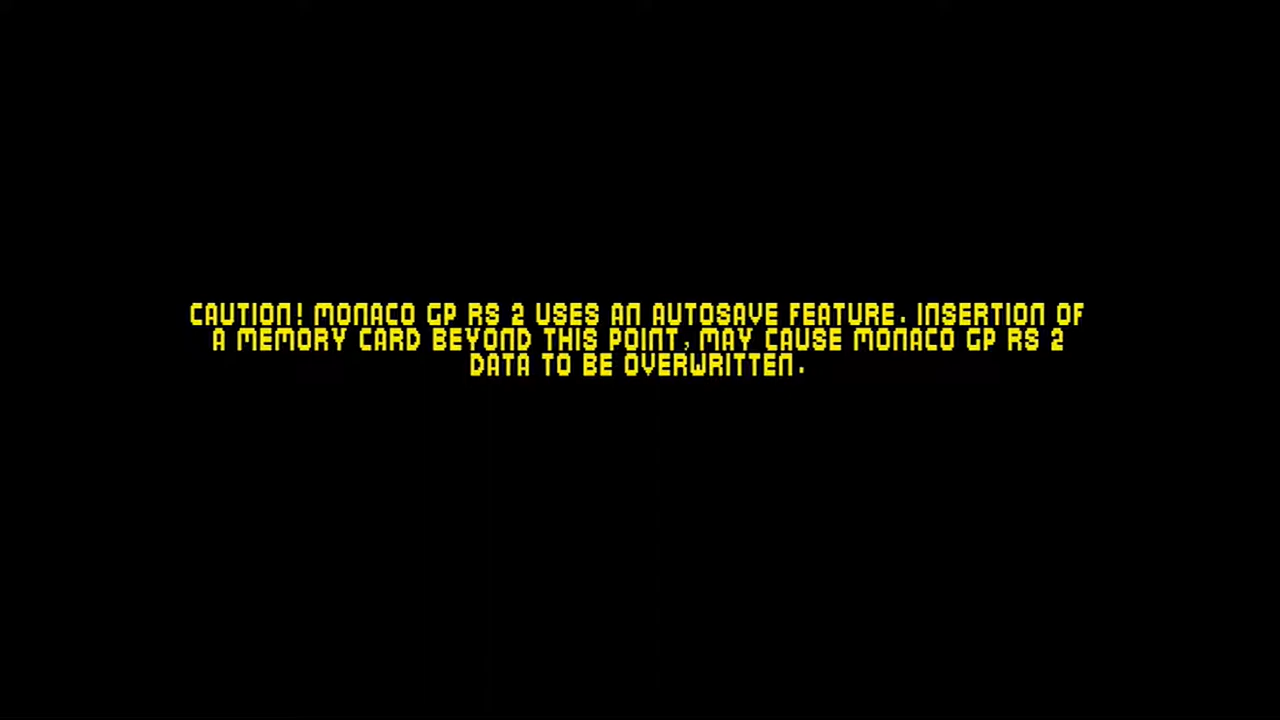 CAUTION! MONACO GP RS 2 USES AN AUTOSAVE FEATURE. INSERTION OF
A MEMORY CARD BEYOND THIS POINT, MAY CAUSE MONACO GP RS 2
DATA TO BE OVERWRITTEN.